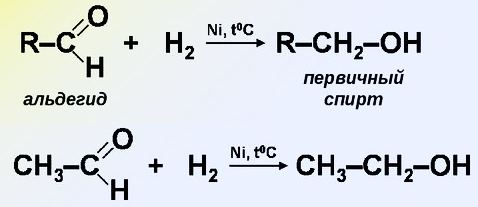 R–C
O
H
+ H₂
Ni, t⁰C
R–CH₂–OH
альдегид
первичный
спирт
CH₃–C
O
H
+ H₂
Ni, t⁰C
CH₃–CH₂–OH